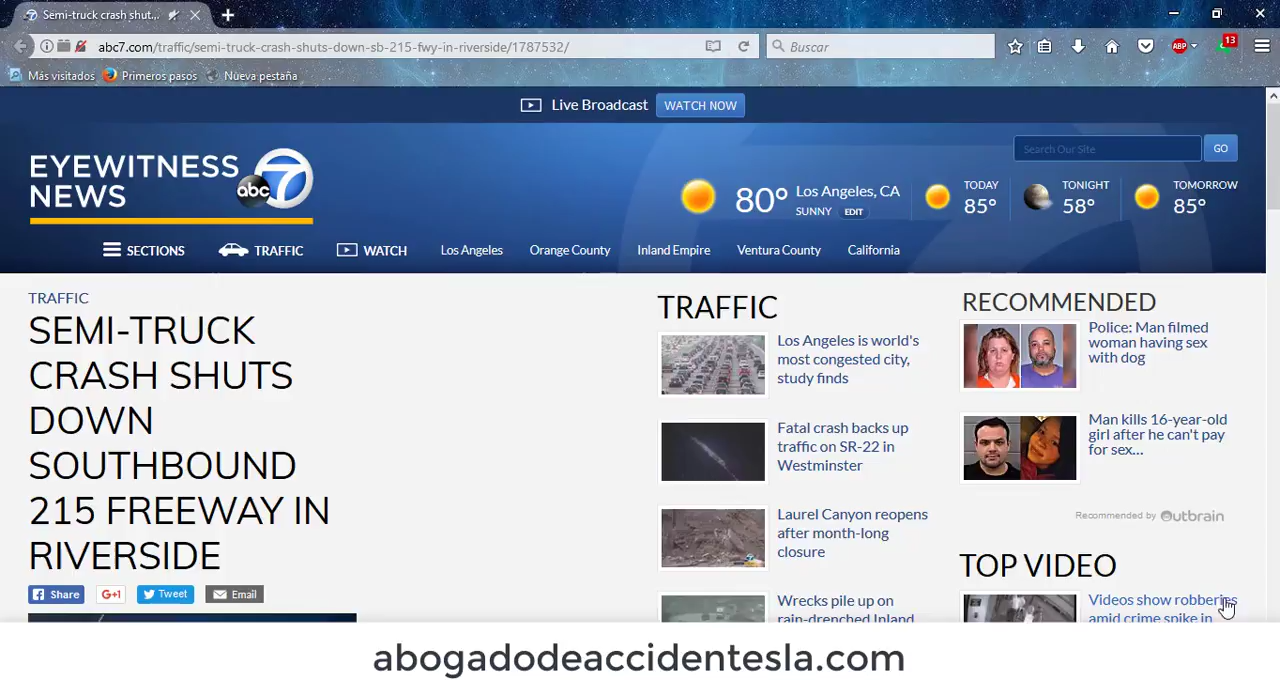 Semi-truck crash shut...
abc7.com/traffic/semi-truck-crash-shuts-down-sb-215-fwy-in-riverside/1787532/
Buscar
ABP
13
Más visitados
Primeros pasos
Nueva pestaña
Live Broadcast
WATCH NOW
EYEWITNESS
NEWS
abc 7
Search Our Site
GO
80°
Los Angeles, CA
SUNNY
EDIT
TODAY
85°
TONIGHT
58°
TOMORROW
85°
SECTIONS
TRAFFIC
WATCH
Los Angeles
Orange County
Inland Empire
Ventura County
California
TRAFFIC
SEMI-TRUCK
CRASH SHUTS
DOWN
SOUTHBOUND
215 FREEWAY IN
RIVERSIDE
Share
G+1
Tweet
Email
TRAFFIC
Los Angeles is world's
most congested city,
study finds
Fatal crash backs up
traffic on SR-22 in
Westminster
Laurel Canyon reopens
after month-long
closure
Wrecks pile up on
rain-drenched Inland
RECOMMENDED
Police: Man filmed
woman having sex
with dog
Man kills 16-year-old
girl after he can't pay
for sex...
Recommended by Outbrain
TOP VIDEO
Videos show robberies
amid crime spike in
abogadodeaccidentesla.com